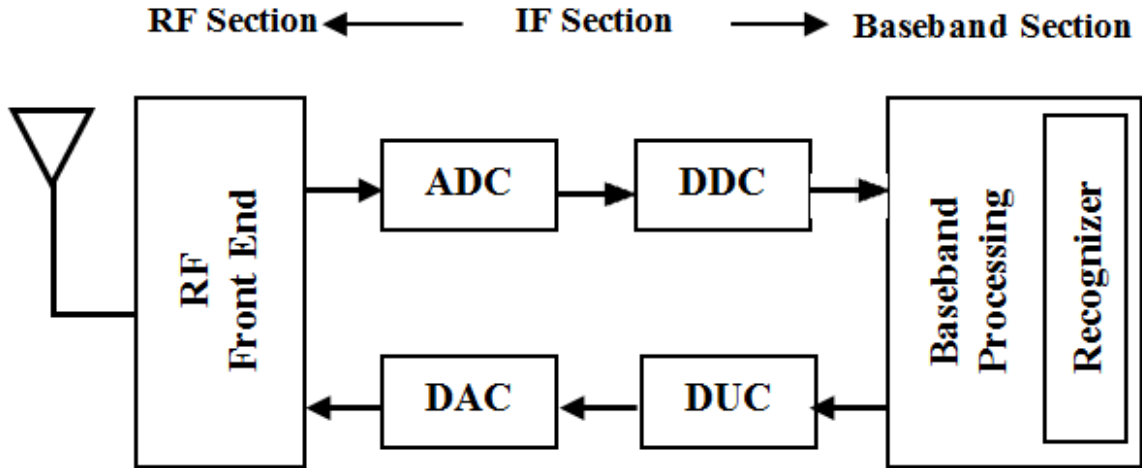 RF Section
IF Section
Baseband Section
RF
Front End
ADC
DDC
Baseband
Processing
Recognizer
DAC
DUC